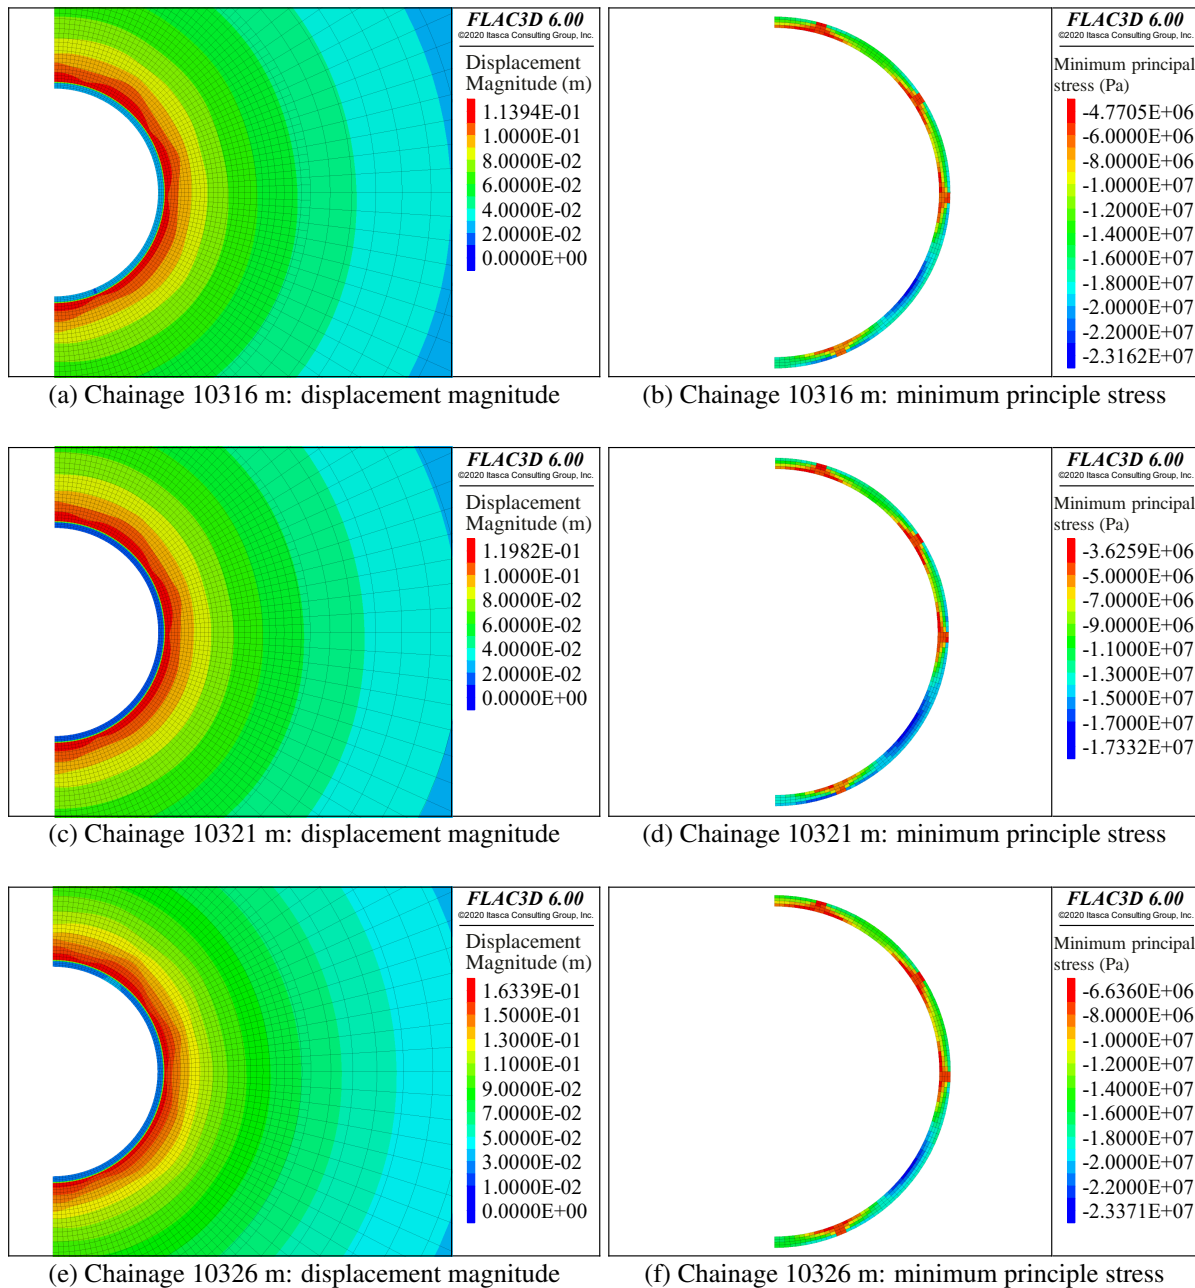 FLAC3D 6.00
©2020 Itasca Consulting Group, Inc.
Displacement
Magnitude (m)
1.1394E-01
1.0000E-01
8.0000E-02
6.0000E-02
4.0000E-02
2.0000E-02
0.0000E+00
(a) Chainage 10316 m: displacement magnitude
FLAC3D 6.00
©2020 Itasca Consulting Group, Inc.
Minimum principal
stress (Pa)
-4.7705E+06
-6.0000E+06
-8.0000E+06
-1.0000E+07
-1.2000E+07
-1.4000E+07
-1.8000E+07
-2.0000E+07
-2.2000E+07
-2.3162E+07
(b) Chainage 10316 m: minimum principle stress
FLAC3D 6.00
©2020 Itasca Consulting Group, Inc.
Displacement
Magnitude (m)
1.1982E-01
1.0000E-01
8.0000E-02
6.0000E-02
4.0000E-02
2.0000E-02
0.0000E+00
(c) Chainage 10321 m: displacement magnitude
FLAC3D 6.00
©2020 Itasca Consulting Group, Inc.
Minimum principal
stress (Pa)
-3.6259E+06
-5.0000E+06
-7.0000E+06
-9.0000E+06
-1.1000E+07
-1.3000E+07
-1.5000E+07
-1.7000E+07
-1.7332E+07
(d) Chainage 10321 m: minimum principle stress
FLAC3D 6.00
©2020 Itasca Consulting Group, Inc.
Displacement
Magnitude (m)
1.6339E-01
1.5000E-01
1.3000E-01
1.1000E-01
9.0000E-02
7.0000E-02
5.0000E-02
3.0000E-02
1.0000E-02
0.0000E+00
(e) Chainage 10326 m: displacement magnitude
FLAC3D 6.00
©2020 Itasca Consulting Group, Inc.
Minimum principal
stress (Pa)
-6.6360E+06
-8.0000E+06
-1.0000E+07
-1.2000E+07
-1.4000E+07
-1.6000E+07
-1.8000E+07
-2.0000E+07
-2.2000E+07
-2.3371E+07
(f) Chainage 10326 m: minimum principle stress